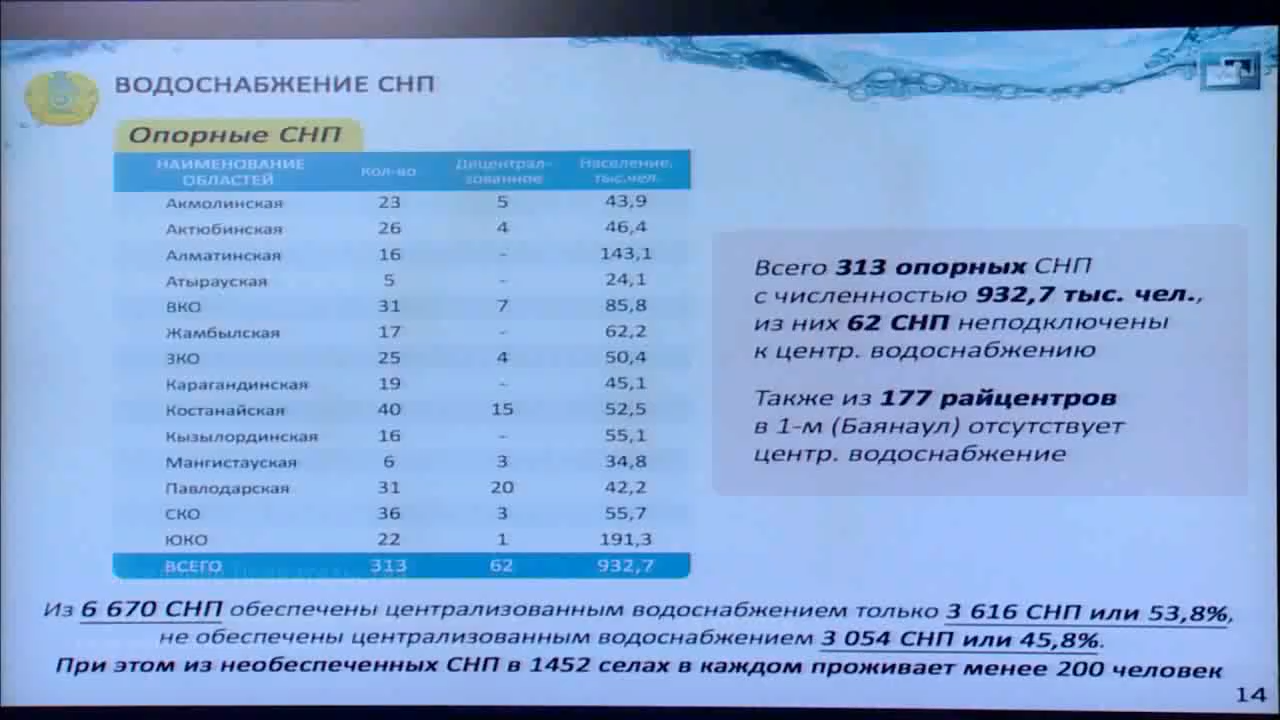 ВОДОСНАБЖЕНИЕ СНП
Опорные СНП
НАИМЕНОВАНИЕ ОБЛАСТЕЙ Кол-во Децентрал-зованное Население, тыс.чел.
Акмолинская 23 5 43,9
Актюбинская 26 4 46,4
Алматинская 16 - 143,1
Атырауская 5 - 24,1
ВКО 31 7 85,8
Жамбылская 17 - 62,2
ЗКО 25 4 50,4
Карагандинская 19 - 45,1
Костанайская 40 15 52,5
Кызылординская 16 - 55,1
Мангистауская 6 3 34,8
Павлодарская 31 20 42,2
СКО 36 3 55,7
ЮКО 22 1 191,3
ВСЕГО 313 62 932,7
Всего 313 опорных СНП
с численностью 932,7 тыс. чел.,
из них 62 СНП неподключены
к центр. водоснабжению
Также из 177 райцентров
в 1-м (Баянаул) отсутствует
центр. водоснабжение
Из 6 670 СНП обеспечены централизованным водоснабжением только 3 616 СНП или 53,8%,
не обеспечены централизованным водоснабжением 3 054 СНП или 45,8%.
При этом из необеспеченных СНП в 1452 селах в каждом проживает менее 200 человек
14